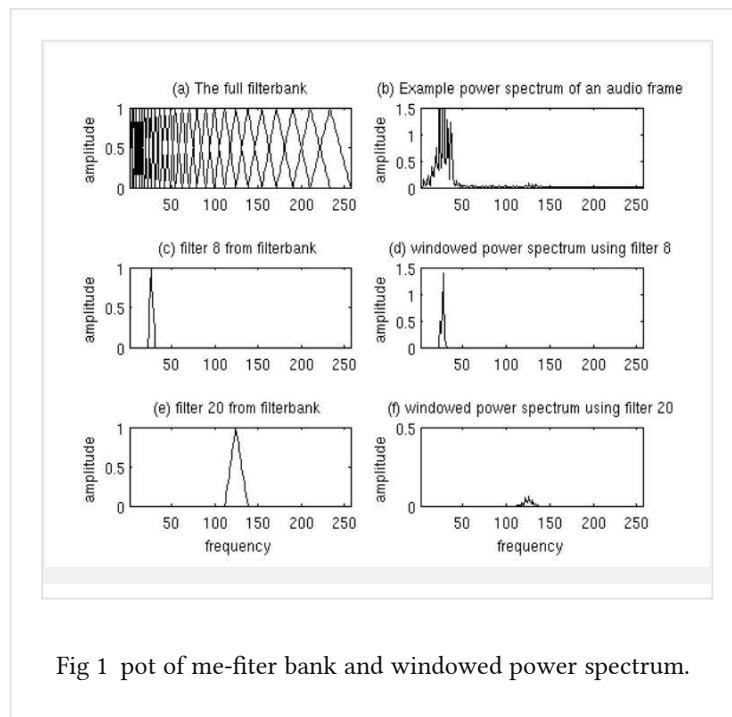 (a) The full filterbank
(b) Example power spectrum of an audio frame
amplitude
1
0.5
0
50 100 150 200 250
amplitude
1.5
1
0.5
0
50 100 150 200 250
(c) filter 8 from filterbank
(d) windowed power spectrum using filter 8
amplitude
1
0.5
0
50 100 150 200 250
amplitude
1.5
1
0.5
0
50 100 150 200 250
(e) filter 20 from filterbank
(f) windowed power spectrum using filter 20
amplitude
1
0.5
0
50 100 150 200 250
frequency
amplitude
0.5
0
50 100 150 200 250
frequency
Fig 1 pot of me-fiter bank and windowed power spectrum.